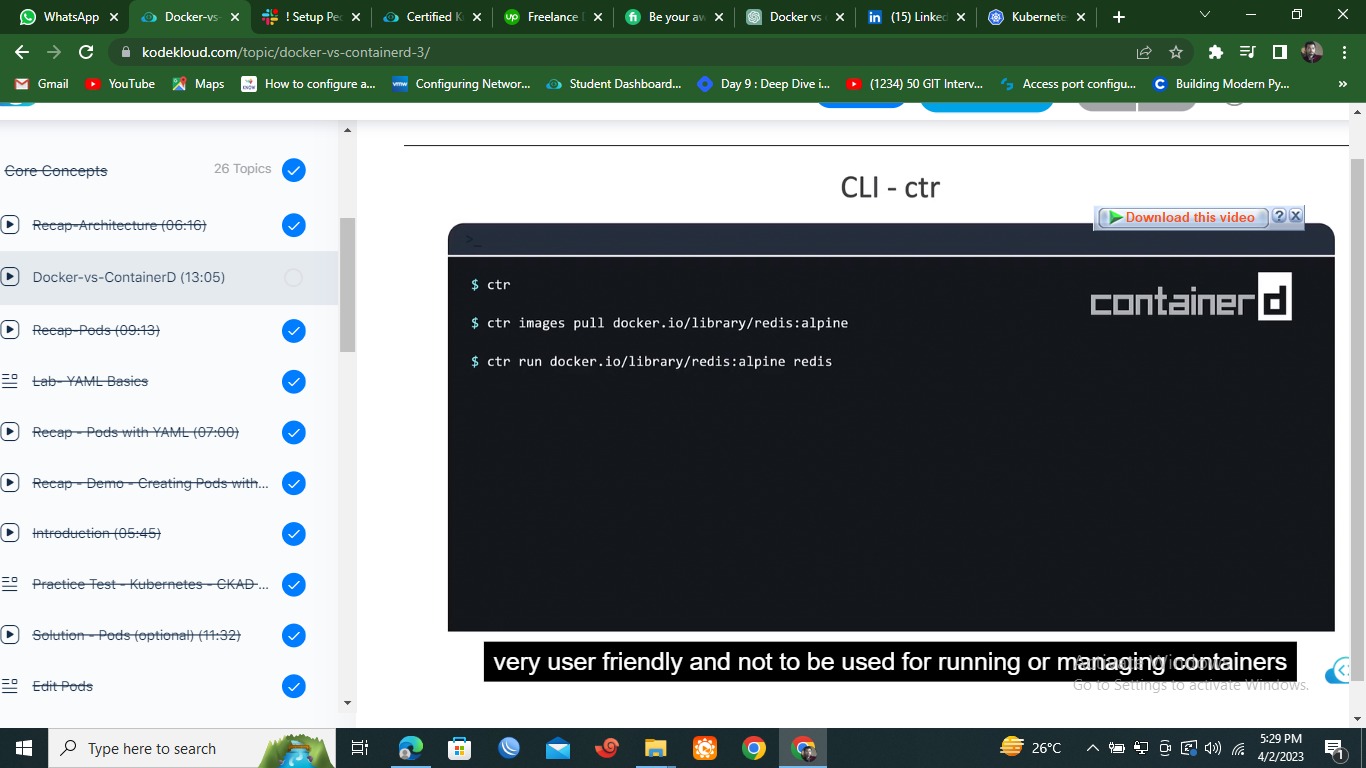 WhatsApp
Docker-vs-
! Setup Pec
Certified K
Freelance
Be your aw
Docker vs
(15) Linked
Kubernete
kodekloud.com/topic/docker-vs-containerd-3/
Gmail
YouTube
Maps
How to configure a...
Configuring Networ...
Student Dashboard...
Day 9 : Deep Dive i...
(1234) 50 GIT Interv...
Access port configu...
Building Modern Py...
»
Core Concepts
26 Topics
Recap-Architecture (06:16)
Docker-vs-ContainerD (13:05)
Recap-Pods (09:13)
Lab- YAML Basics
Recap - Pods with YAML (07:00)
Recap - Demo - Creating Pods with...
Introduction (05:45)
Practice Test - Kubernetes - CKAD ...
Solution - Pods (optional) (11:32)
Edit Pods
CLI - ctr
Download this video
>_
$ ctr
containerd
$ ctr images pull docker.io/library/redis:alpine
$ ctr run docker.io/library/redis:alpine redis
very user friendly and not to be used for running or managing containers
Activate Windows
Go to Settings to activate Windows.
Type here to search
26°C
5:29 PM
4/2/2023
1